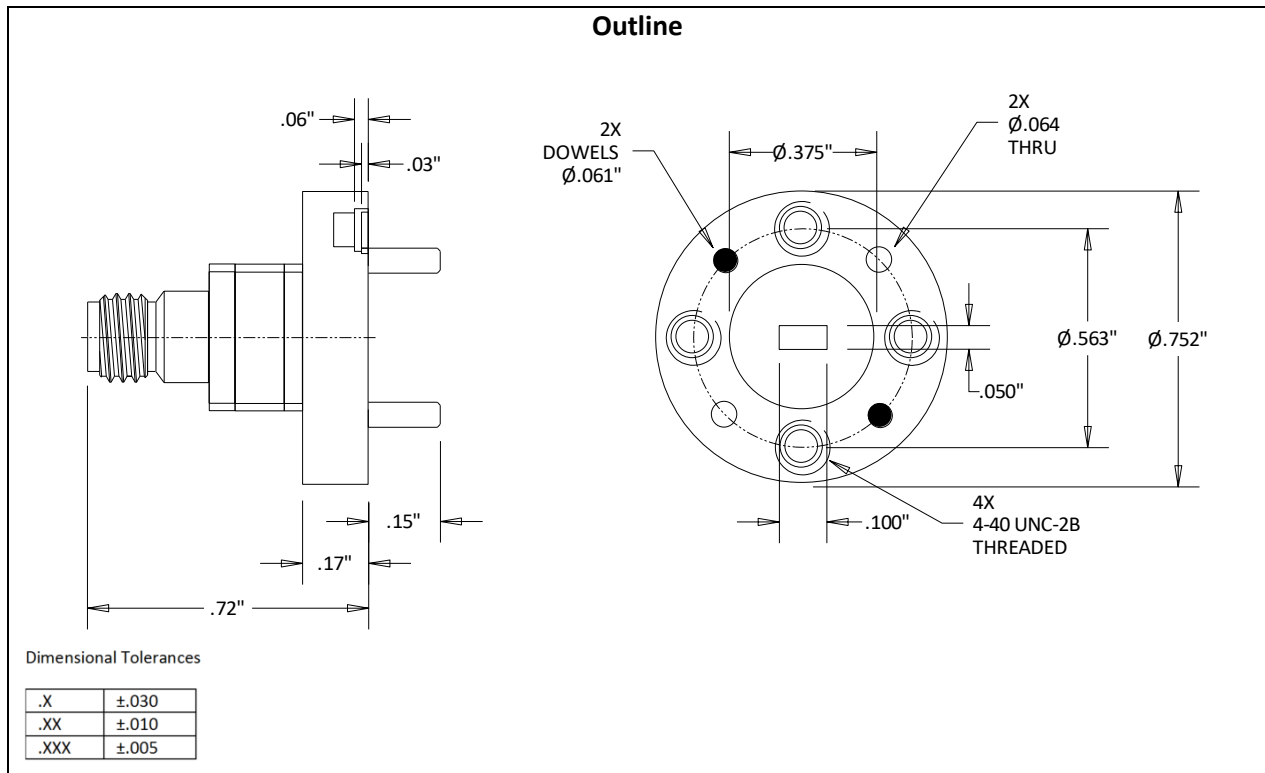 Outline
.06"
.03"
.15"
.17"
.72"
2X
DOWELS
Ø.061"
Ø.375"
2X
Ø.064
THRU
Ø.563"
Ø.752"
.050"
.100"
4X
4-40 UNC-2B
THREADED
Dimensional Tolerances
.X ±.030
.XX ±.010
.XXX ±.005